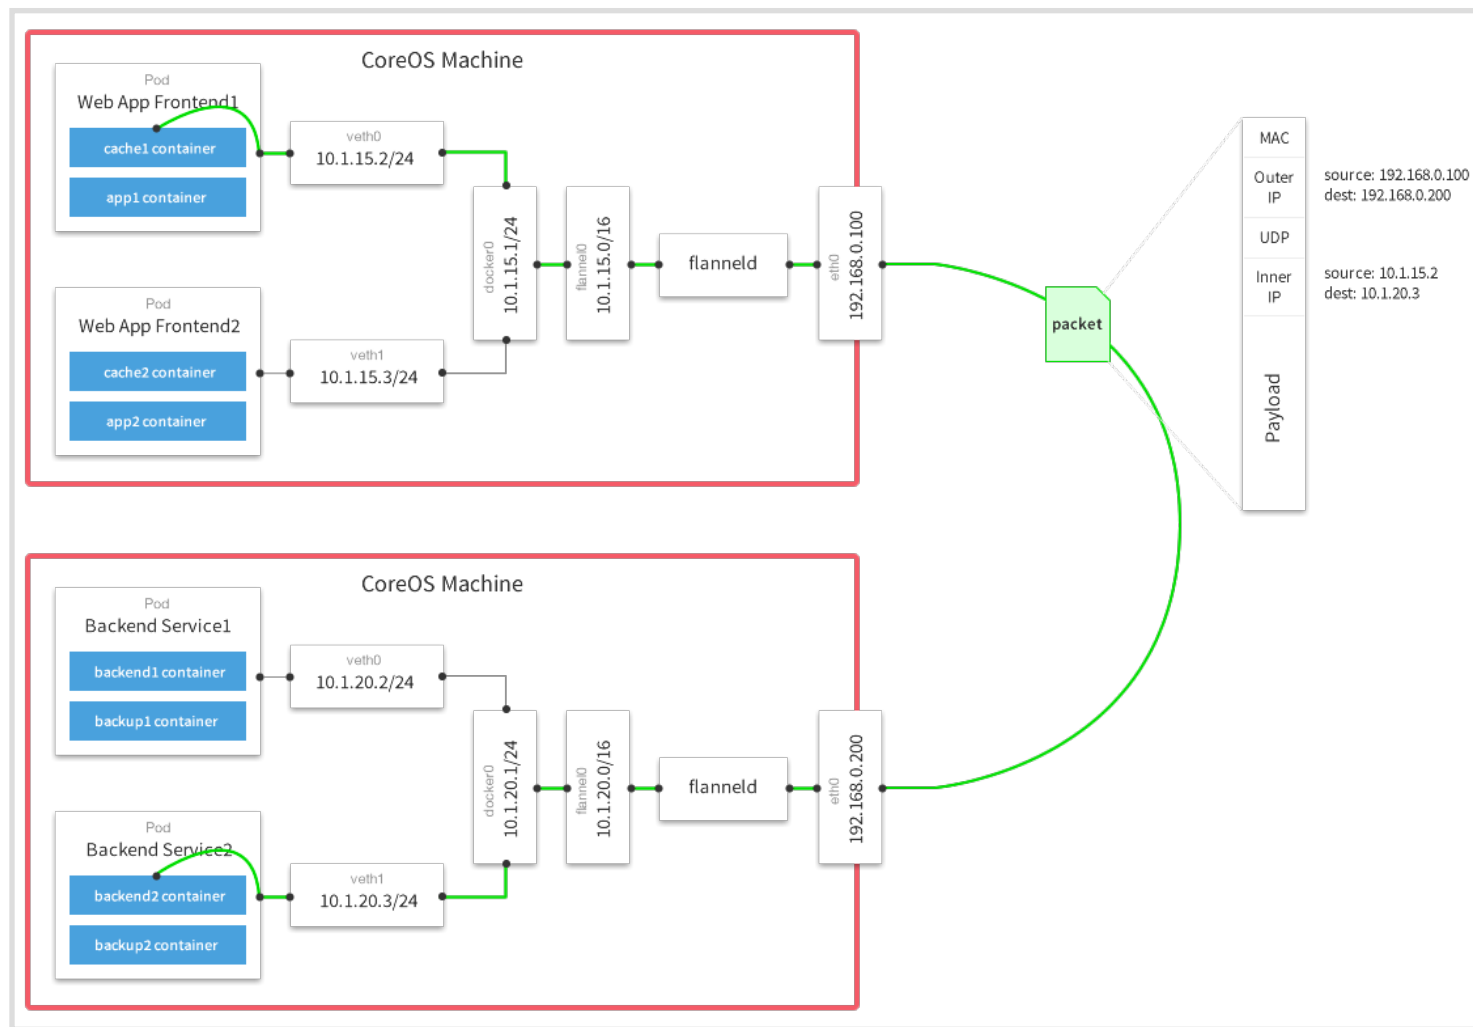 CoreOS Machine
Pod
Web App Frontend1
cache1 container
app1 container
veth0
10.1.15.2/24
Pod
Web App Frontend2
cache2 container
app2 container
veth1
10.1.15.3/24
docker0
10.1.15.1/24
flannel0
10.1.15.0/16
flanneld
eth0
192.168.0.100
packet
MAC
Outer
IP
source: 192.168.0.100
dest: 192.168.0.200
UDP
Inner
IP
source: 10.1.15.2
dest: 10.1.20.3
Payload
CoreOS Machine
Pod
Backend Service1
backend1 container
backup1 container
veth0
10.1.20.2/24
Pod
Backend Service2
backend2 container
backup2 container
veth1
10.1.20.3/24
docker0
10.1.20.1/24
flannel0
10.1.20.0/16
flanneld
eth0
192.168.0.200